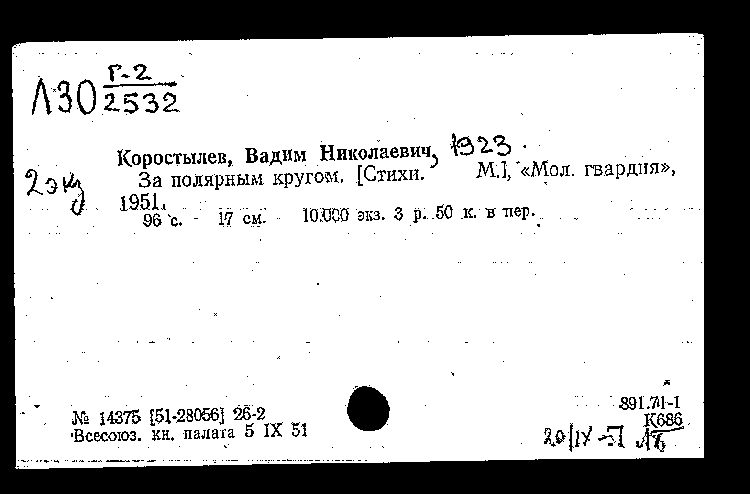 Г-2
Л30 2532
Коростылев, Вадим Николаевич, 1923.
2 экз За полярным кругом. [Стихи. М.], «Мол. гвардия»,
1951.
96 с. 17 см. 10.000 экз. 3 р. 50 к. в пер.
№ 14375 [51-28056] 26-2
Всесоюз. кн. палата 5 IX 51
891.71-1
К686
20/IX-51